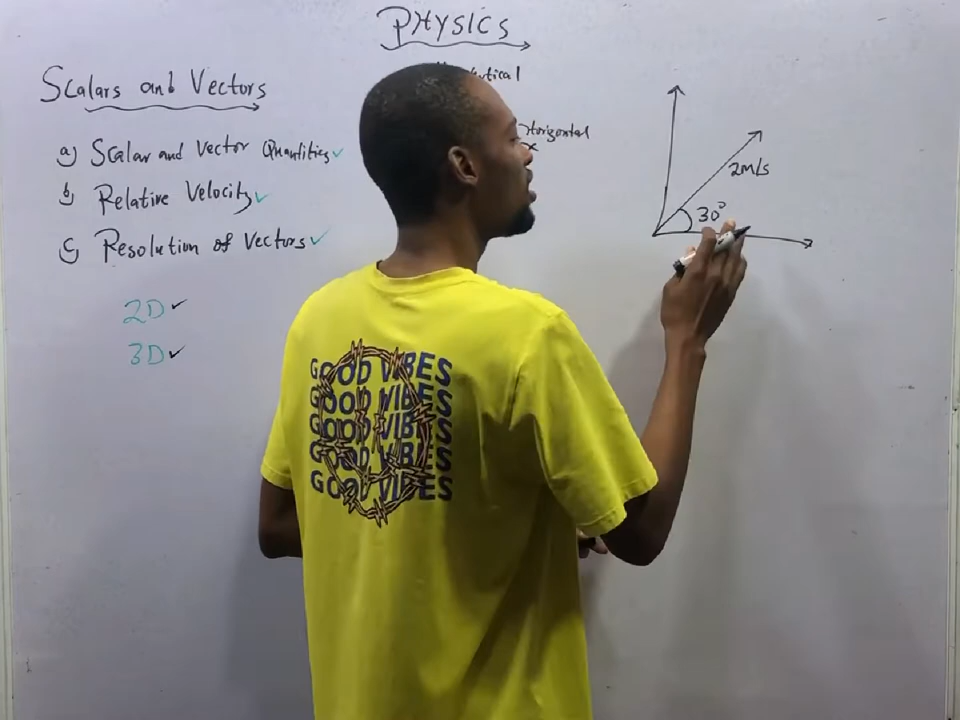 PHYSICS
Scalars and Vectors
a) Scalar and Vector Quantities ✓
b) Relative Velocity ✓
c) Resolution of Vectors ✓
2D ✓
3D ✓
Horizontal
x
2m/s
30°
GOOD VIBES
GOOD VIBES
GOOD VIBES
GOOD VIBES
GOOD VIBES